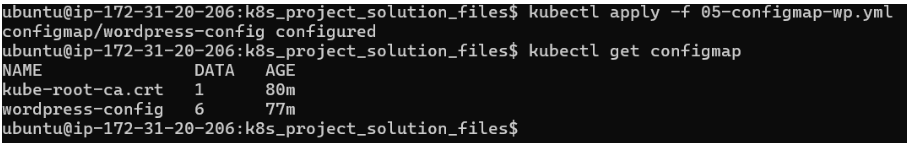 ubuntu@ip-172-31-20-206:k8s_project_solution_files$ kubectl apply -f 05-configmap-wp.yml
configmap/wordpress-config configured
ubuntu@ip-172-31-20-206:k8s_project_solution_files$ kubectl get configmap
NAME               DATA   AGE
kube-root-ca.crt   1      80m
wordpress-config   6      77m
ubuntu@ip-172-31-20-206:k8s_project_solution_files$